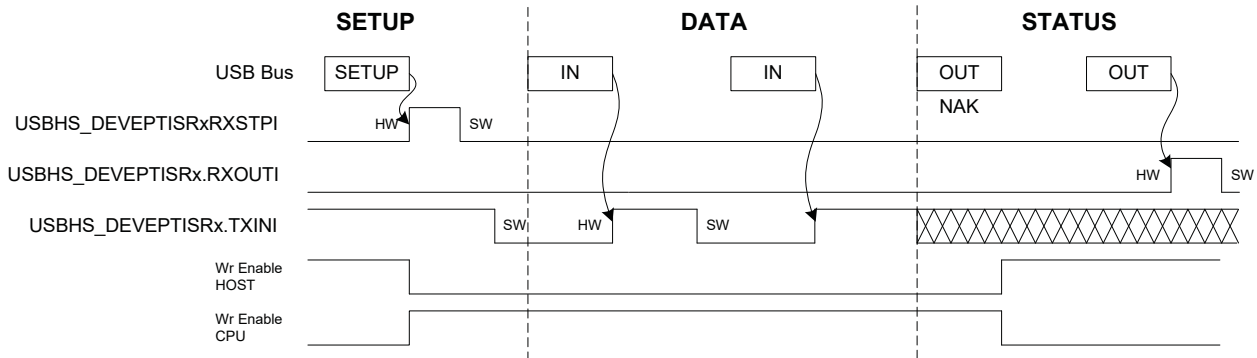 SETUP DATA STATUS
USB Bus SETUP IN IN OUT OUT
NAK
USBHS_DEVEPTISRxRXSTPI HW SW
USBHS_DEVEPTISRx.RXOUTI HW SW
USBHS_DEVEPTISRx.TXINI SW HW SW
Wr Enable
HOST
Wr Enable
CPU